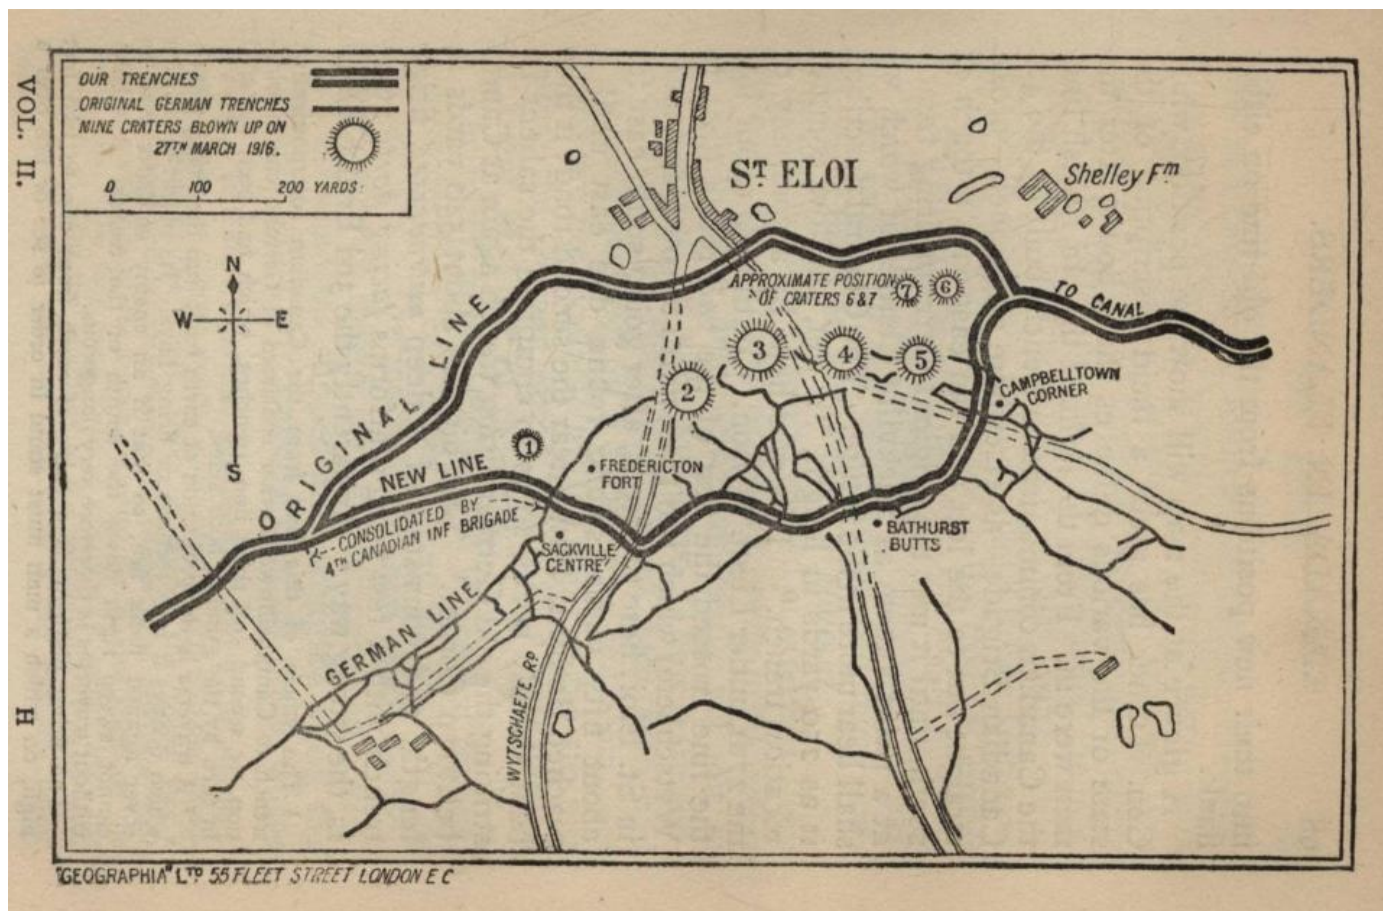 VOL. II.
H
OUR TRENCHES
ORIGINAL GERMAN TRENCHES
MINE CRATERS BLOWN UP ON
27TH MARCH 1916.
0 100 200 YARDS
N
W E
S
ST ELOI
Shelley Fm
APPROXIMATE POSITION
OF CRATERS 6 & 7
7
6
TO CANAL
3
4
5
2
1
CAMPBELLTOWN
CORNER
ORIGINAL LINE
NEW LINE
CONSOLIDATED BY
4TH CANADIAN INF BRIGADE
FREDERICTON
FORT
SACKVILLE
CENTRE
BATHURST
BUTTS
GERMAN LINE
WYTSCHAETE RD
"GEOGRAPHIA" LTD 55 FLEET STREET LONDON E C